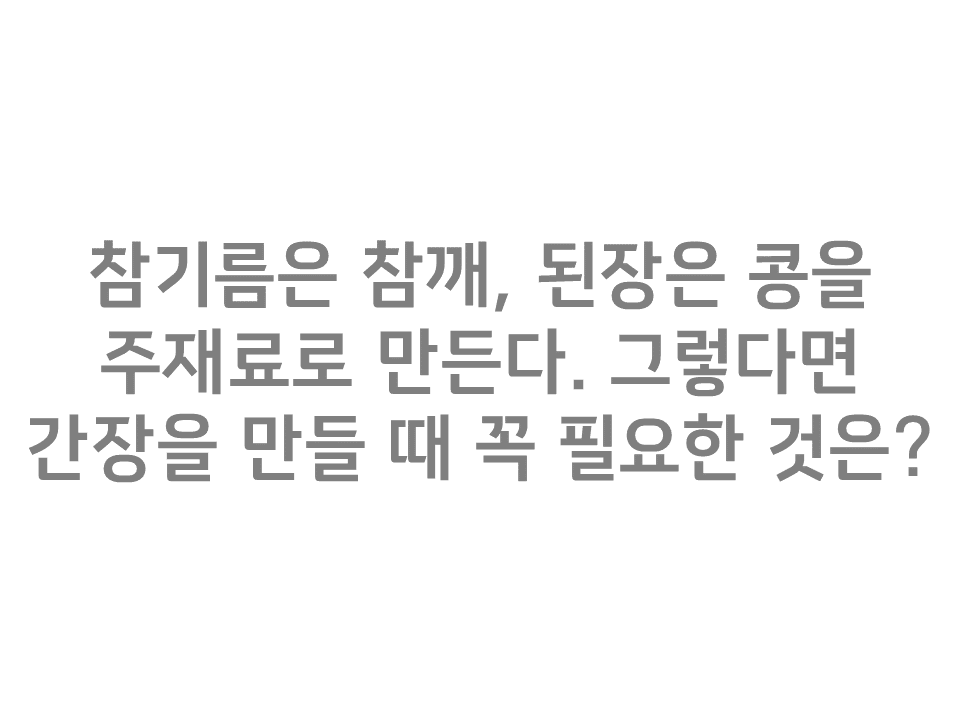 참기름은 참깨, 된장은 콩을
주재료로 만든다. 그렇다면
간장을 만들 때 꼭 필요한 것은?